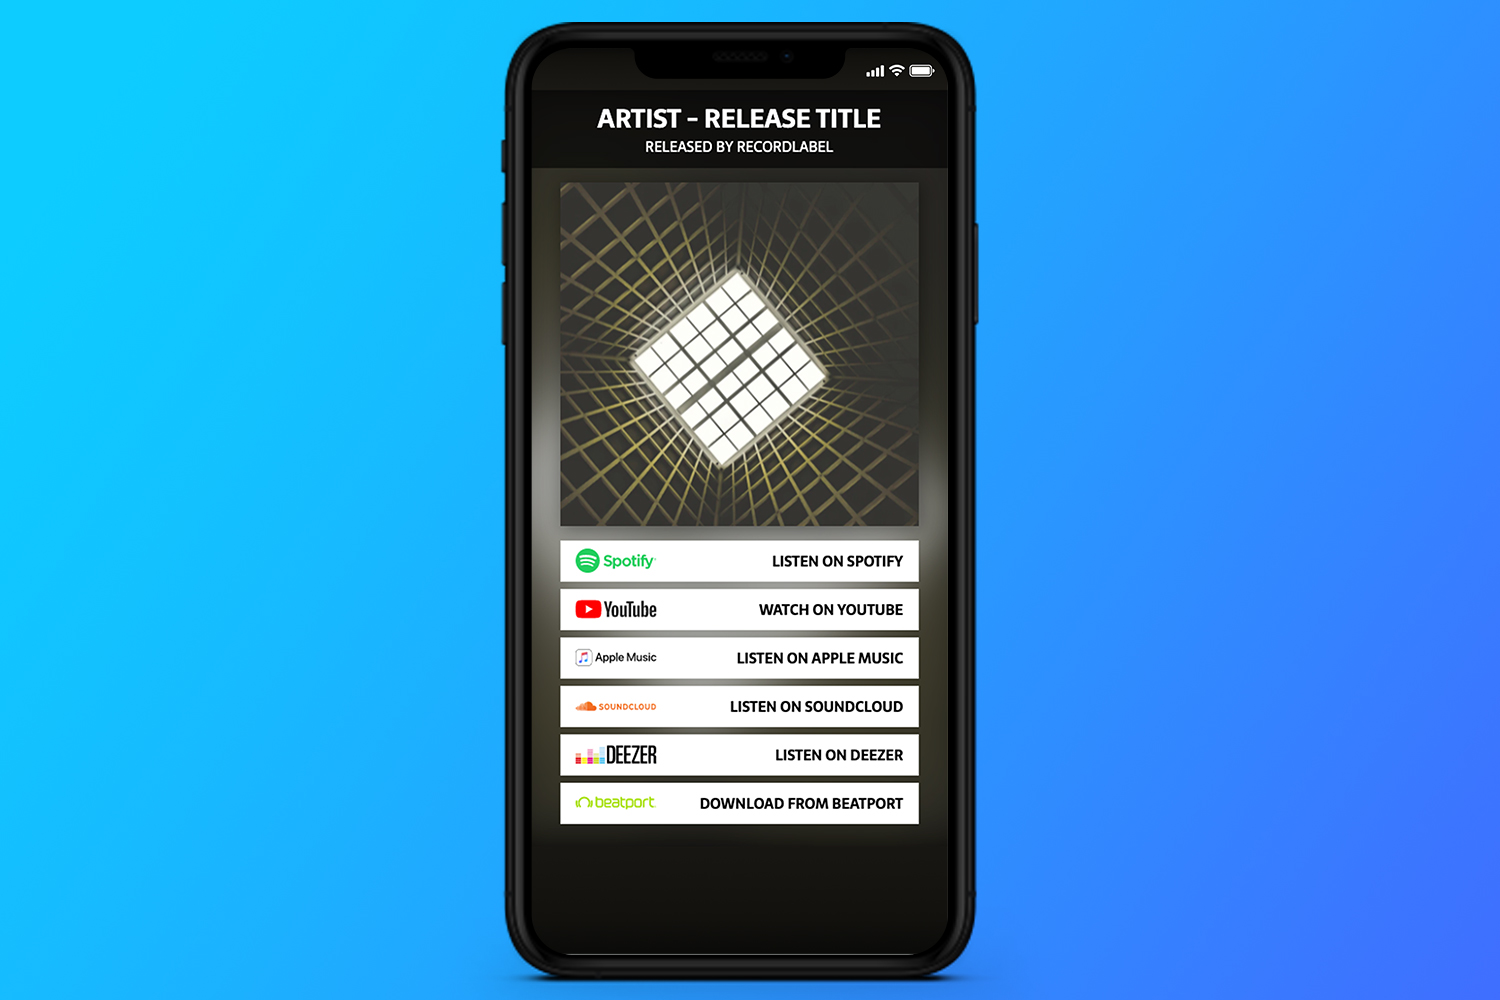 ARTIST – RELEASE TITLE
RELEASED BY RECORDLABEL
Spotify LISTEN ON SPOTIFY
YouTube WATCH ON YOUTUBE
Apple Music LISTEN ON APPLE MUSIC
SOUNDCLOUD LISTEN ON SOUNDCLOUD
DEEZER LISTEN ON DEEZER
beatport DOWNLOAD FROM BEATPORT